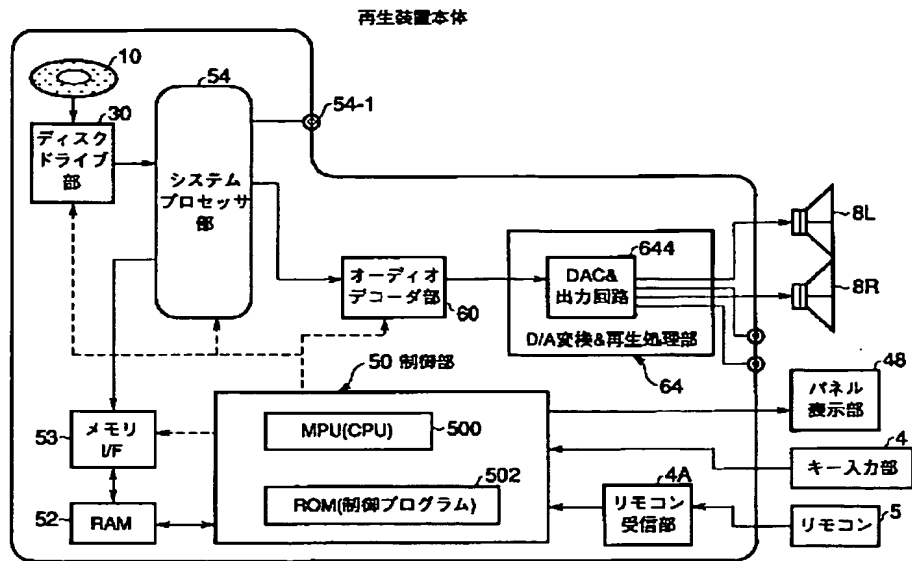 再生装置本体
10
54
54-1
30
ディスク
ドライブ
部
システム
プロセッサ
部
8L
644
DAC&
出力回路
オーディオ
デコーダ部
60
8R
D/A変換&再生処理部
64
50 制御部
48
パネル
表示部
MPU(CPU)
500
53
メモリ
I/F
4
キー入力部
502
ROM(制御プログラム)
4A
リモコン
受信部
52
RAM
リモコン
5